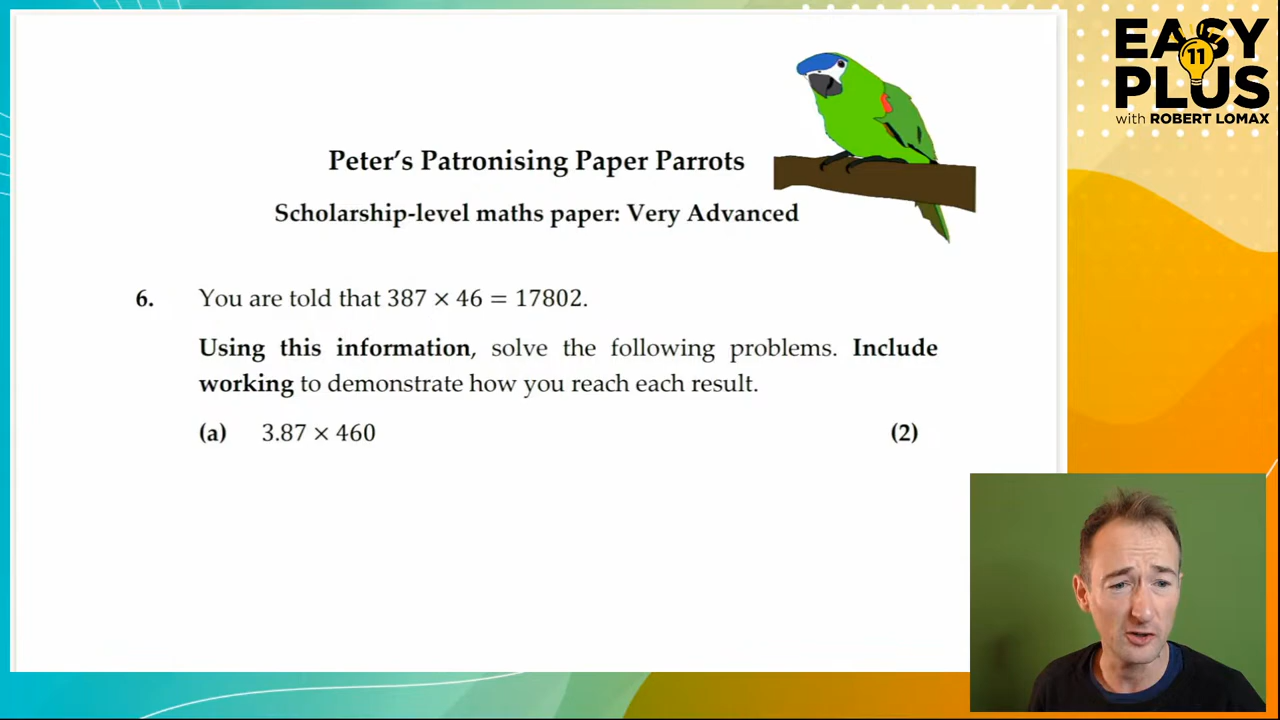 EASY
11
PLUS
with ROBERT LOMAX
Peter’s Patronising Paper Parrots
Scholarship-level maths paper: Very Advanced
6. You are told that 387 × 46 = 17802.
Using this information, solve the following problems. Include
working to demonstrate how you reach each result.
(a) 3.87 × 460 (2)